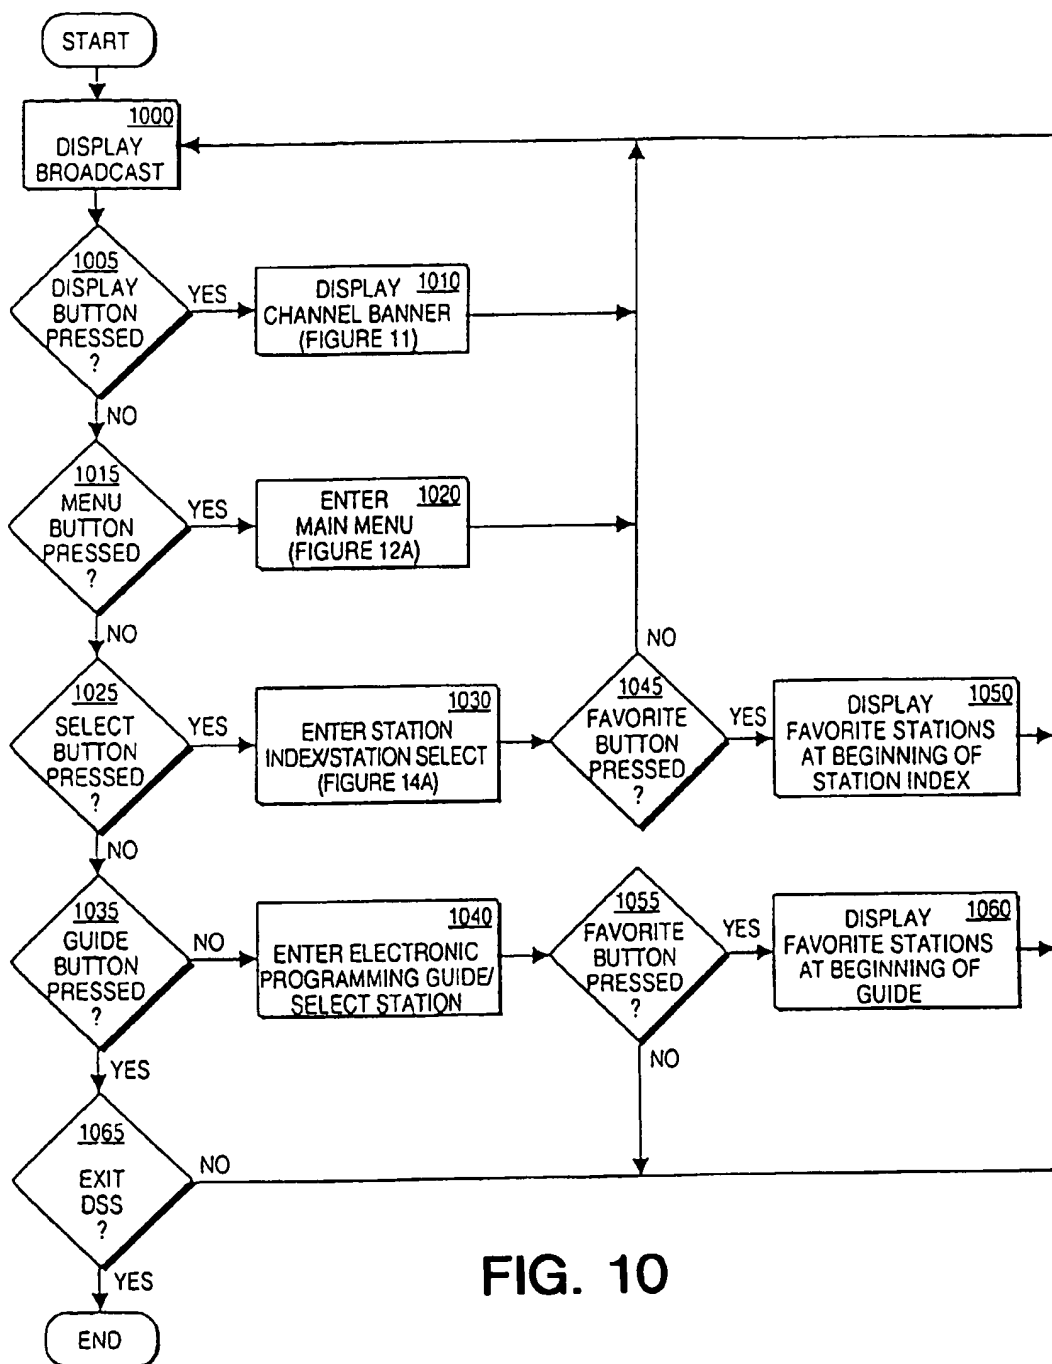 START
1000
DISPLAY
BROADCAST
1005
DISPLAY
BUTTON
PRESSED
?
YES
DISPLAY 1010
CHANNEL BANNER
(FIGURE 11)
NO
1015
MENU
BUTTON
PRESSED
?
YES
ENTER 1020
MAIN MENU
(FIGURE 12A)
NO
1025
SELECT
BUTTON
PRESSED
?
YES
1030
ENTER STATION
INDEX/STATION SELECT
(FIGURE 14A)
NO
1045
FAVORITE
BUTTON
PRESSED
?
YES
DISPLAY 1050
FAVORITE STATIONS
AT BEGINNING OF
STATION INDEX
NO
1035
GUIDE
BUTTON
PRESSED
?
NO
1040
ENTER ELECTRONIC
PROGRAMMING GUIDE/
SELECT STATION
1055
FAVORITE
BUTTON
PRESSED
?
YES
DISPLAY 1060
FAVORITE STATIONS
AT BEGINNING OF
GUIDE
NO
YES
1065
EXIT
DSS
?
NO
YES
END
FIG. 10